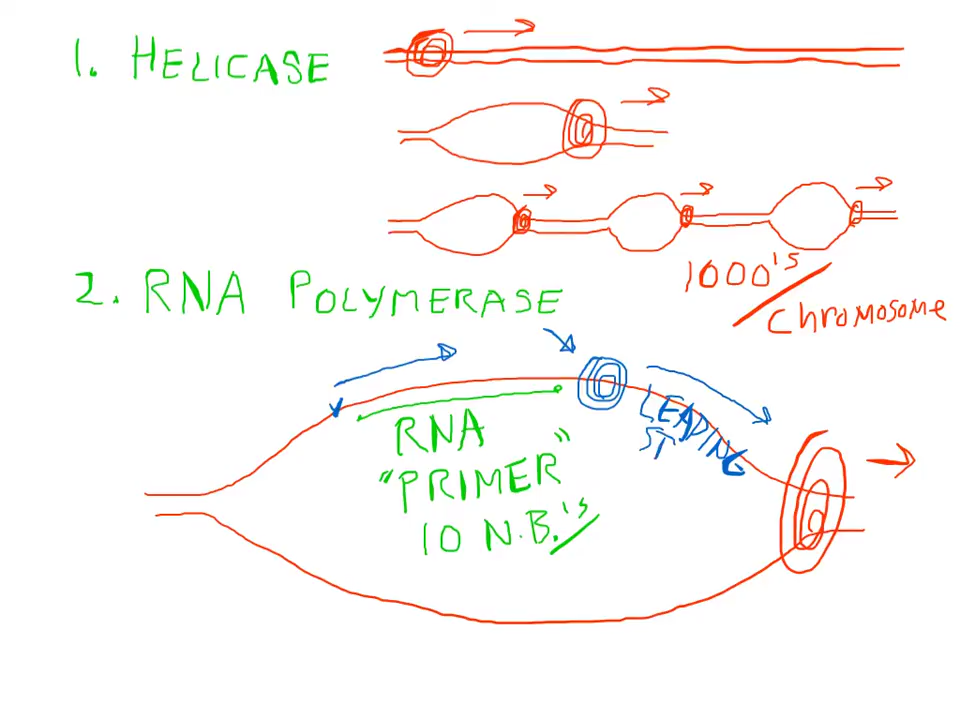 1. HELICASE
1000's/
Chromosome
2. RNA POLYMERASE
LEADING
ST
RNA
"PRIMER"
10 N.B.'s